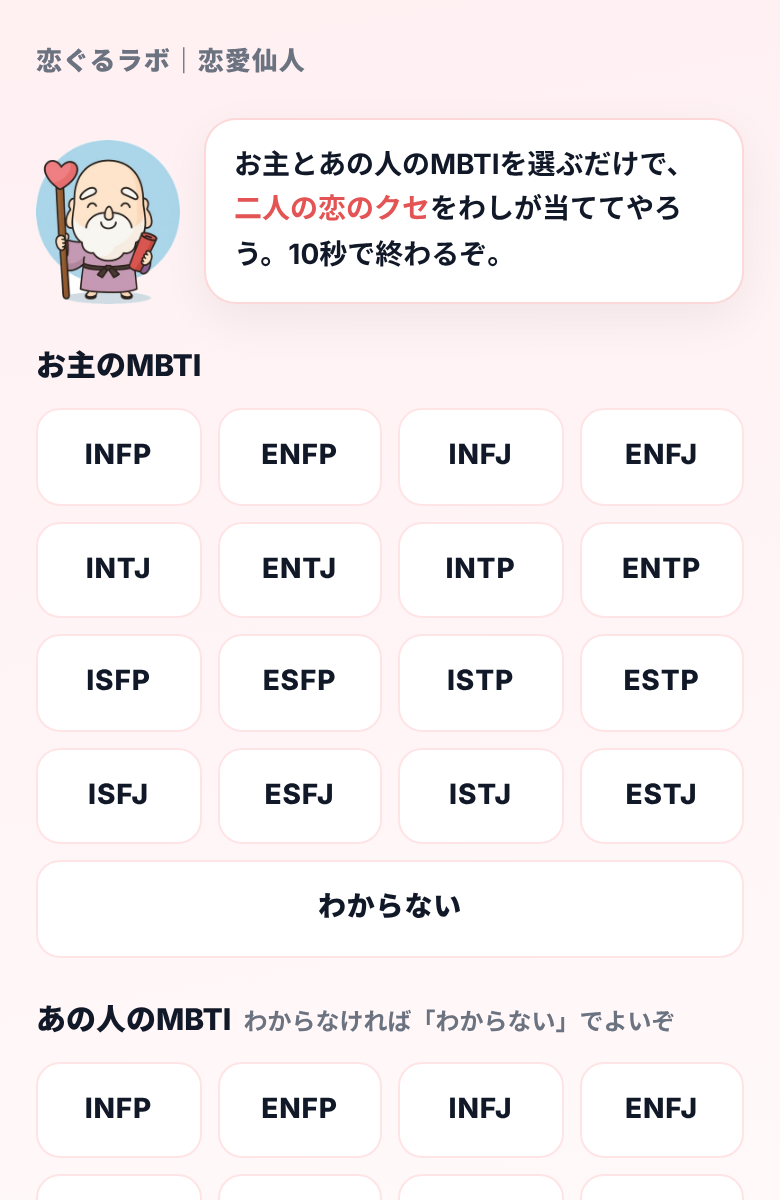 恋ぐるラボ｜恋愛仙人
お主とあの人のMBTIを選ぶだけで、
二人の恋のクセをわしが当ててやろ
う。10秒で終わるぞ。
お主のMBTI
INFP ENFP INFJ ENFJ
INTJ ENTJ INTP ENTP
ISFP ESFP ISTP ESTP
ISFJ ESFJ ISTJ ESTJ
わからない
あの人のMBTI わからなければ「わからない」でよいぞ
INFP ENFP INFJ ENFJ